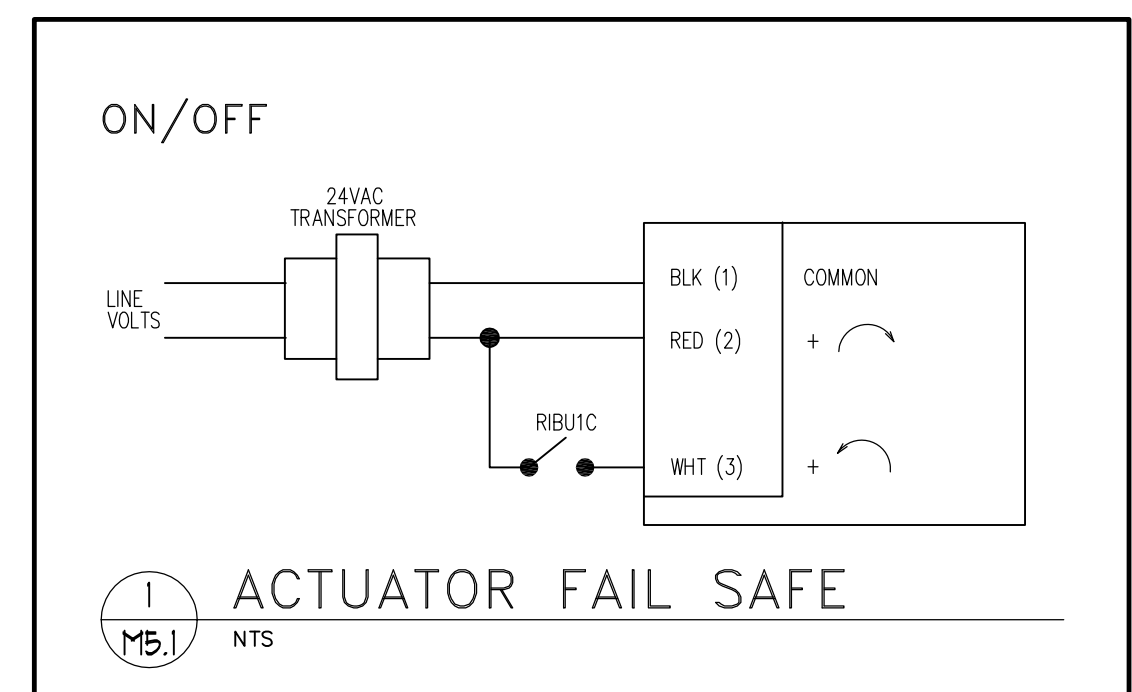 ON/OFF
24VAC
TRANSFORMER
LINE
VOLTS
BLK (1)
COMMON
RED (2)
+
RIBU1C
WHT (3)
+
1
M5.1
ACTUATOR FAIL SAFE
NTS